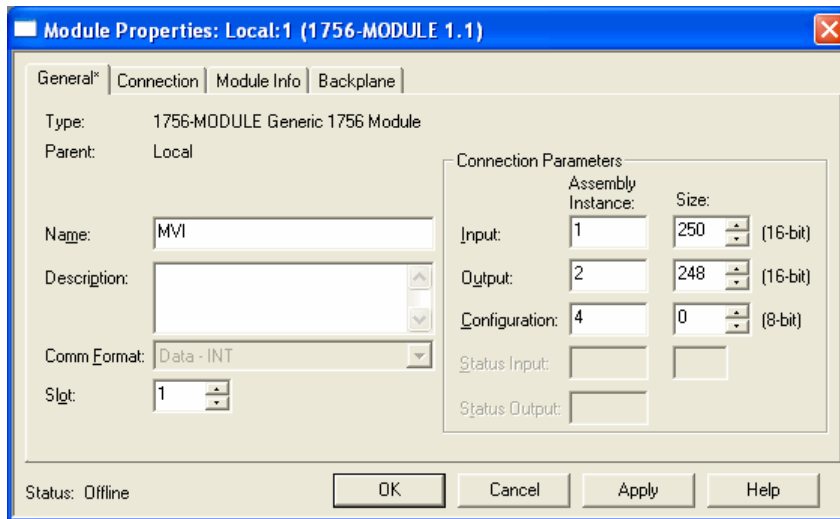 Module Properties: Local:1 (1756-MODULE 1.1)
General* Connection Module Info Backplane
Type: 1756-MODULE Generic 1756 Module
Parent: Local
Connection Parameters
Assembly Instance: Size:
Name: MVI
Input: 1 250 (16-bit)
Description:
Output: 2 248 (16-bit)
Configuration: 4 0 (8-bit)
Comm Format: Data - INT
Status Input:
Slot: 1
Status Output:
Status: Offline
OK Cancel Apply Help